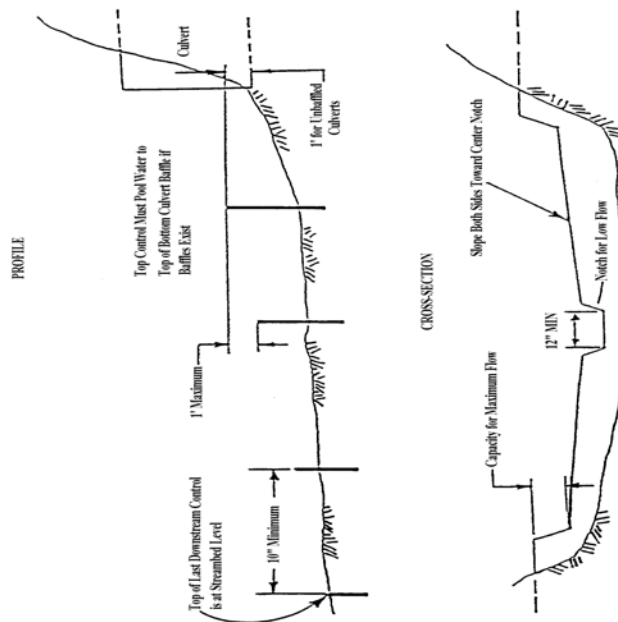 PROFILE
Top Control Must Pool Water to
Top of Bottom Culvert Baffle if
Baffles Exist
Culvert
Top of Last Downstream Control
is at Streambed Level
1' Maximum
10" Minimum
1' for Unbaffled
Culverts
CROSS-SECTION
Slope Both Sides Toward Center Notch
Capacity for Maximum Flow
12" MIN
Notch for Low Flow